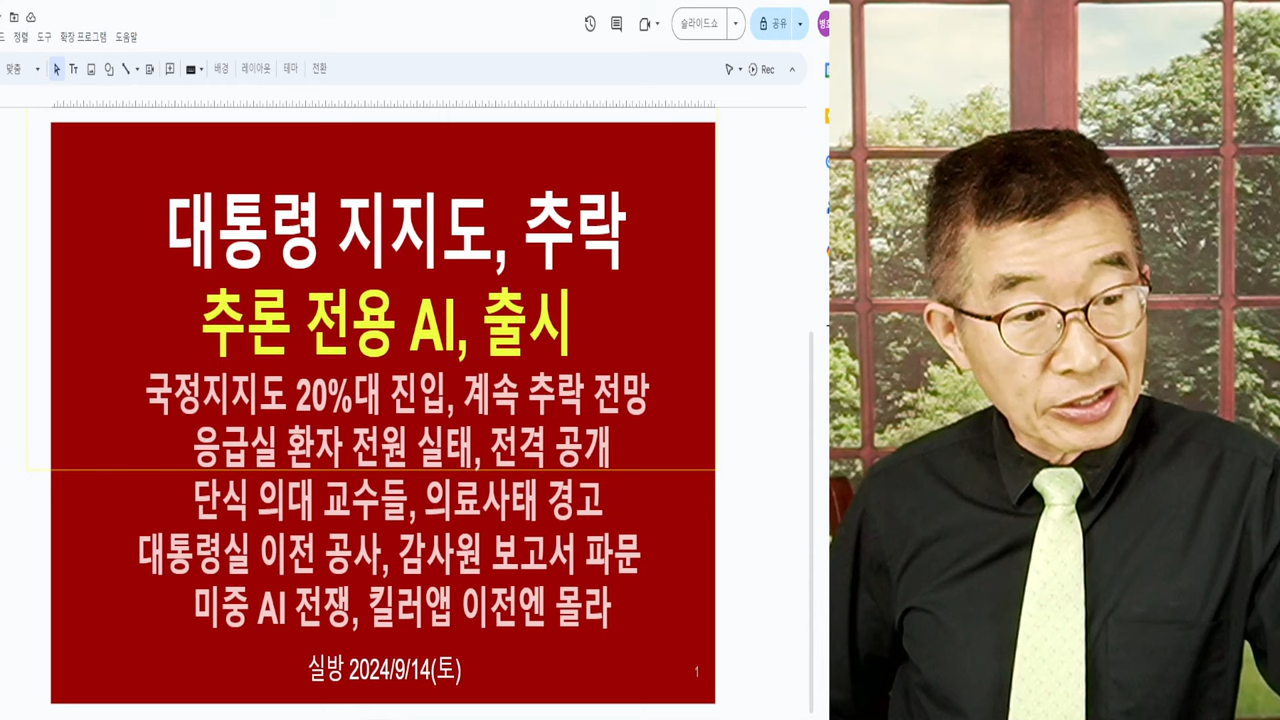 정렬 도구 확장 프로그램 도움말
슬라이드쇼
공유
맞춤
Tт
배경 레이아웃 테마 전환
Rec
대통령 지지도, 추락
추론 전용 AI, 출시
국정지지도 20%대 진입, 계속 추락 전망
응급실 환자 전원 실태, 전격 공개
단식 의대 교수들, 의료사태 경고
대통령실 이전 공사, 감사원 보고서 파문
미중 AI 전쟁, 킬러앱 이전엔 몰라
실방 2024/9/14(토)
1